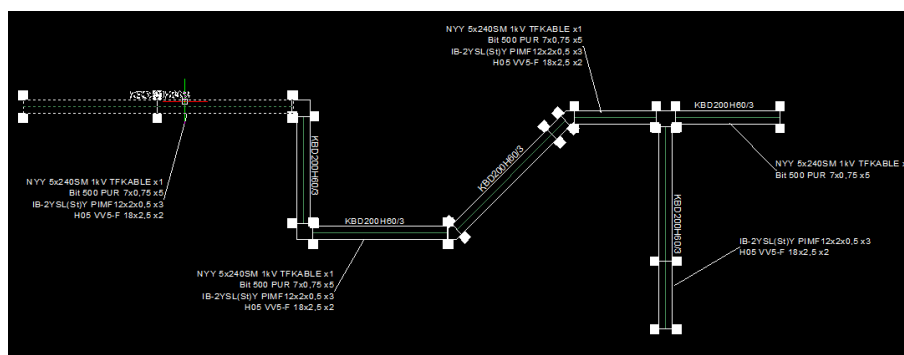 NYY 5x240SM 1kV TFKABLE x1
Bit 500 PUR 7x0,75 x5
IB-2YSL(St)Y PIMF12x2x0,5 x3
H05 VV5-F 18x2,5 x2
KBD200H60/3
NYY 5x240SM 1kV TFKABLE x
Bit 500 PUR 7x0,75 x5
NYY 5x240SM 1kV TFKABLE x1
Bit 500 PUR 7x0,75 x5
IB-2YSL(St)Y PIMF12x2x0,5 x3
H05 VV5-F 18x2,5 x2
KBD200H60/3
KBD200H60/3
KBD200H60/3
KBD200H60/3
IB-2YSL(St)Y PIMF12x2x0,5 x3
H05 VV5-F 18x2,5 x2
NYY 5x240SM 1kV TFKABLE x1
Bit 500 PUR 7x0,75 x5
IB-2YSL(St)Y PIMF12x2x0,5 x3
H05 VV5-F 18x2,5 x2